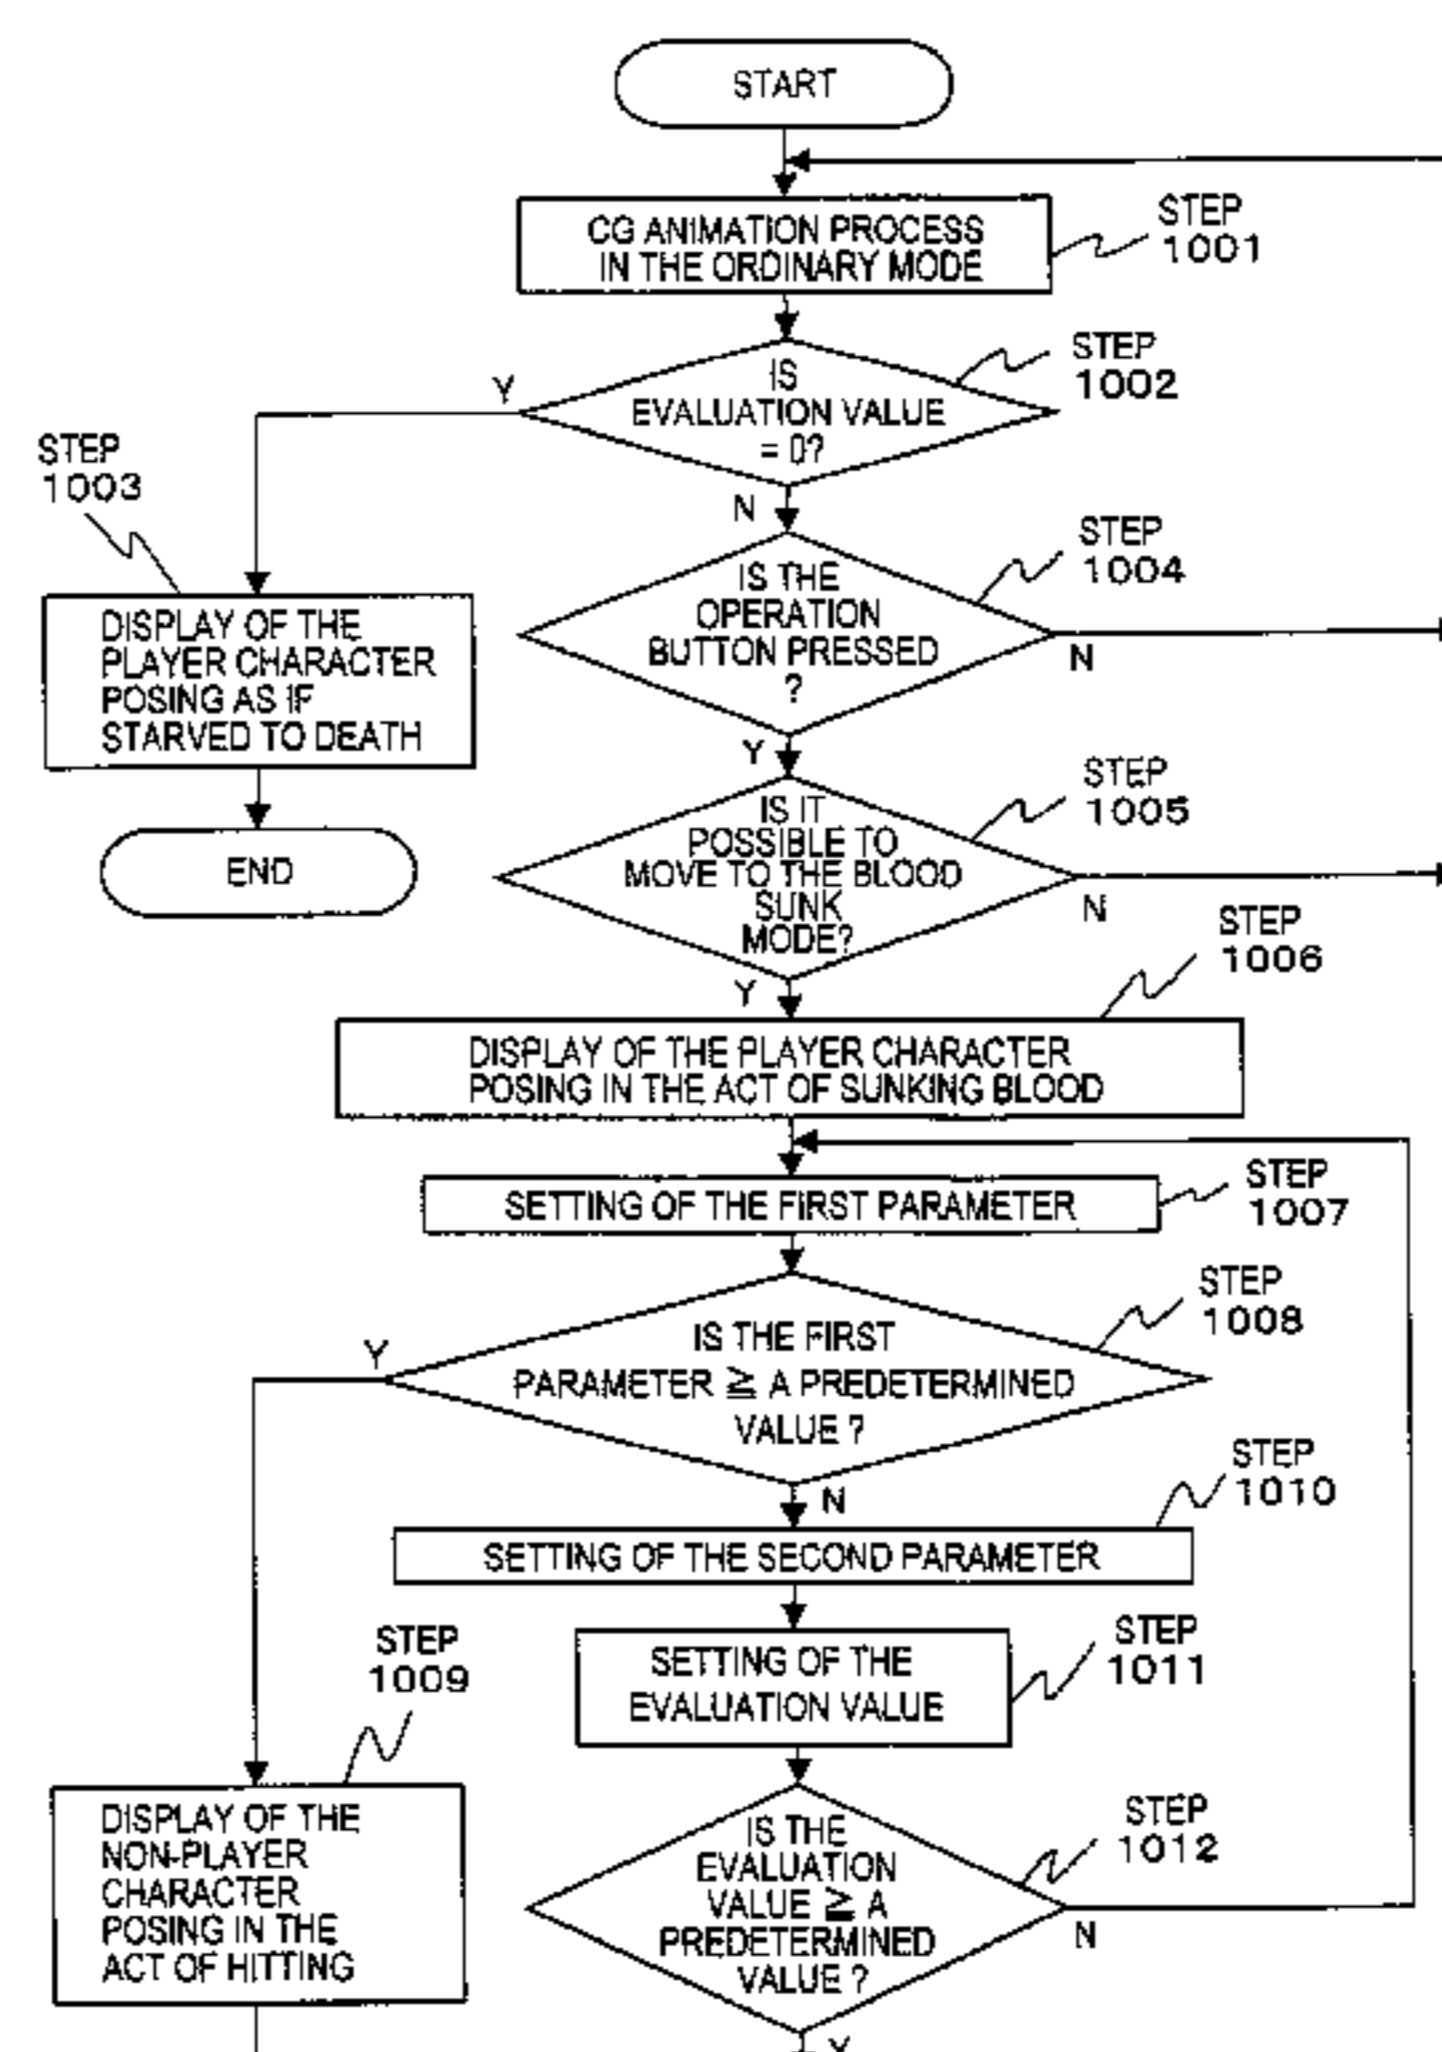 START
CG ANIMATION PROCESS
IN THE ORDINARY MODE
STEP
1001
IS
EVALUATION VALUE
= 0?
STEP
1002
Y
N
STEP
1003
DISPLAY OF THE
PLAYER CHARACTER
POSING AS IF
STARVED TO DEATH
END
IS THE
OPERATION
BUTTON PRESSED
?
STEP
1004
N
Y
IS IT
POSSIBLE TO
MOVE TO THE BLOOD
SUNK
MODE?
STEP
1005
N
Y
STEP
1006
DISPLAY OF THE PLAYER CHARACTER
POSING IN THE ACT OF SUNKING BLOOD
SETTING OF THE FIRST PARAMETER
STEP
1007
IS THE FIRST
PARAMETER ≧ A PREDETERMINED
VALUE ?
STEP
1008
Y
N
STEP
1010
SETTING OF THE SECOND PARAMETER
SETTING OF THE
EVALUATION VALUE
STEP
1011
STEP
1009
DISPLAY OF THE
NON-PLAYER
CHARACTER
POSING IN THE
ACT OF HITTING
IS THE
EVALUATION
VALUE ≧ A
PREDETERMINED
VALUE ?
STEP
1012
N
Y